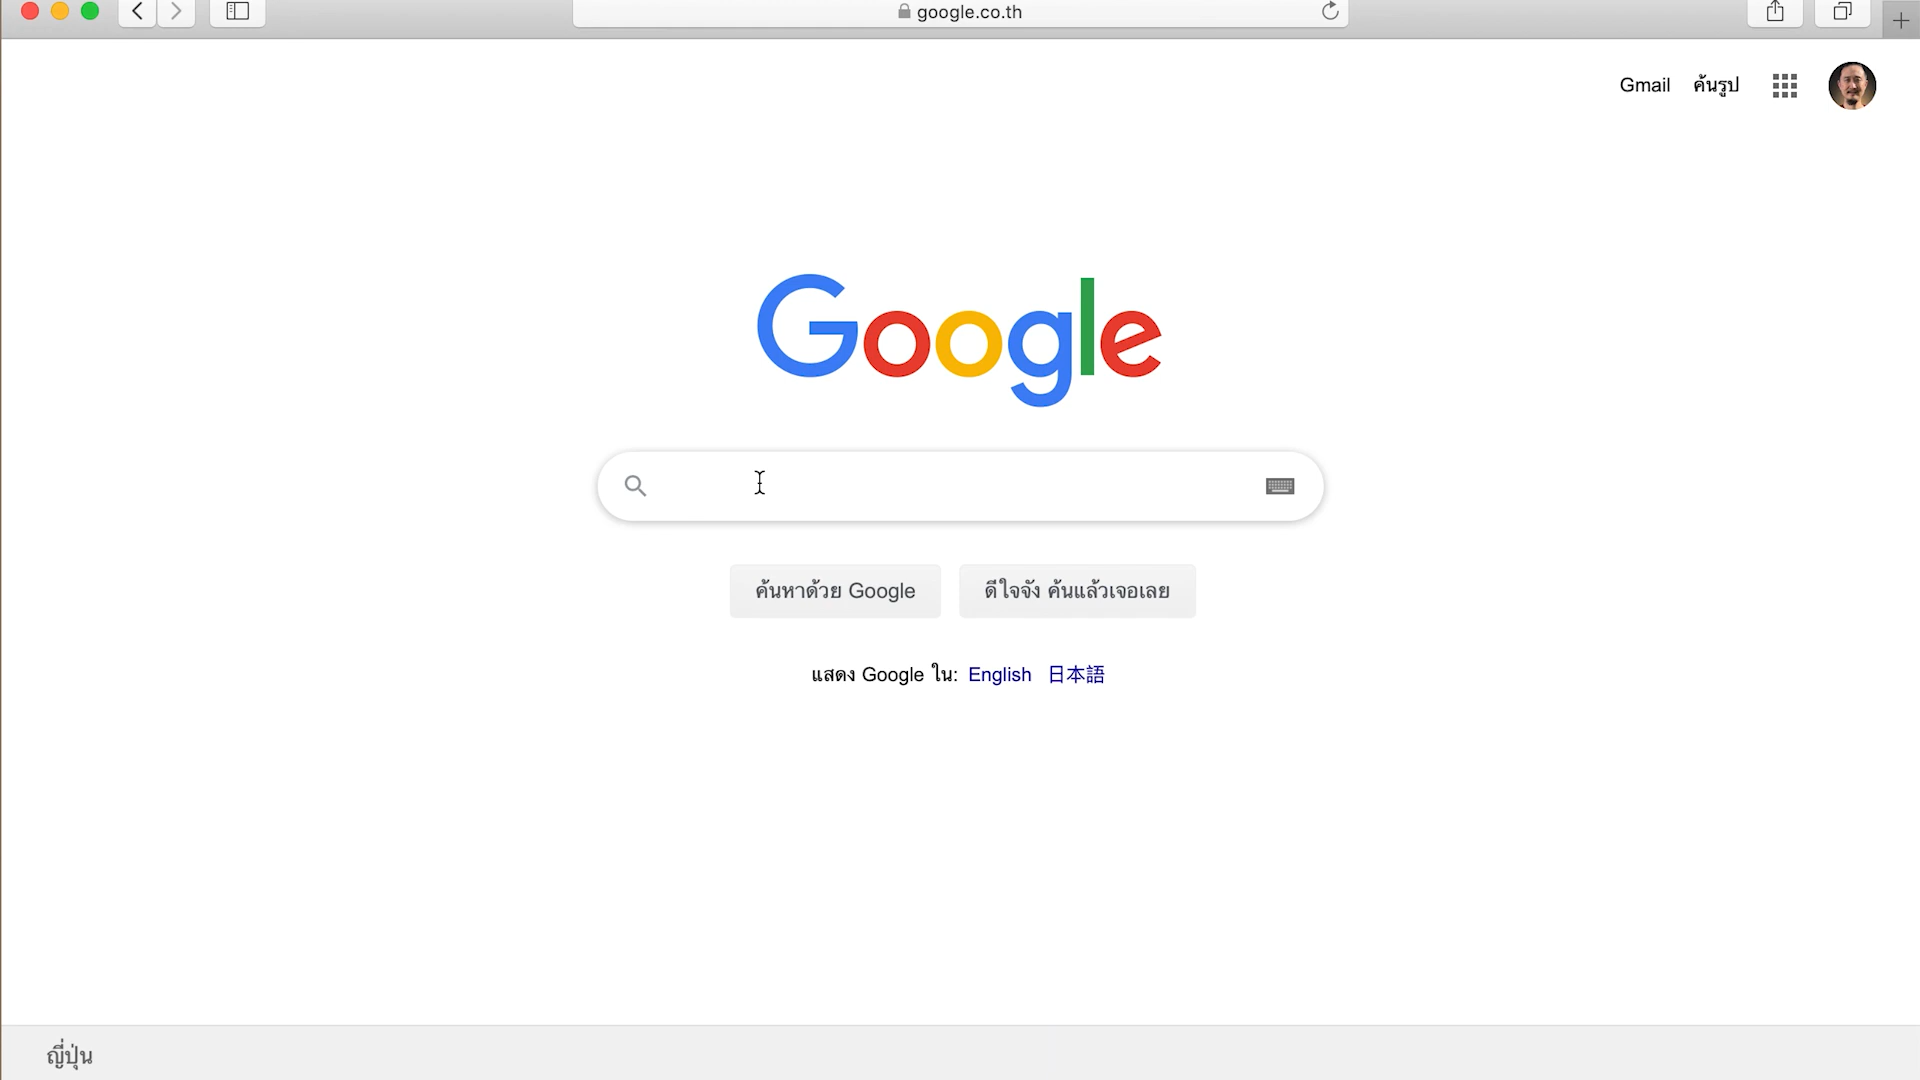 google.co.th
Gmail ค้นรูป
Google
ค้นหาด้วย Google ดีใจจัง ค้นแล้วเจอเลย
แสดง Google ใน: English 日本語
ญี่ปุ่น